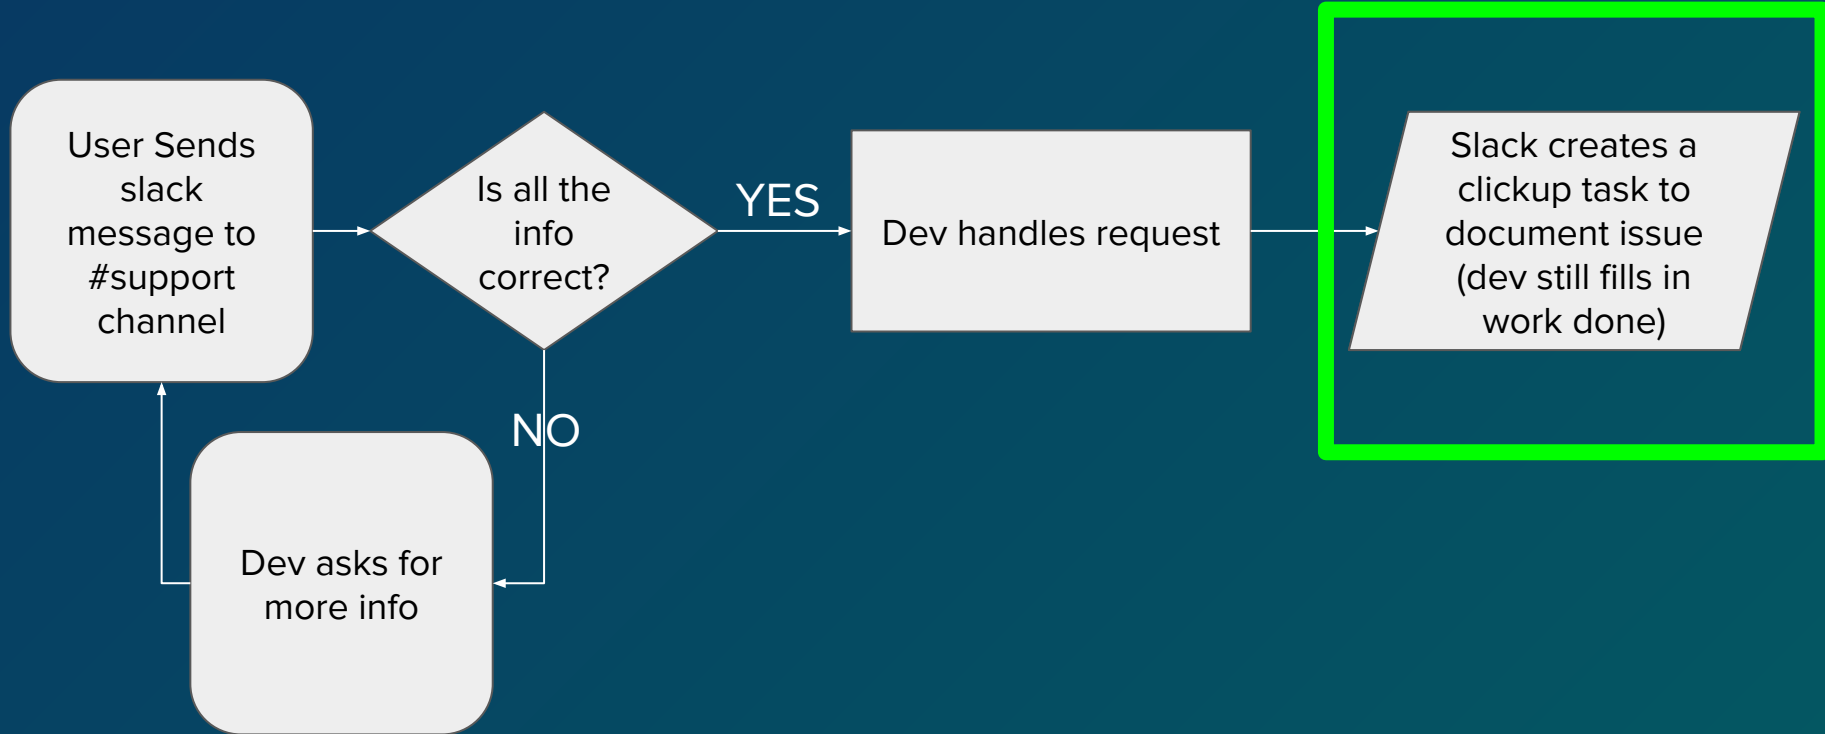 User Sends
slack
message to
#support
channel
Is all the
info
correct?
YES
Dev handles request
Slack creates a
clickup task to
document issue
(dev still fills in
work done)
NO
Dev asks for
more info